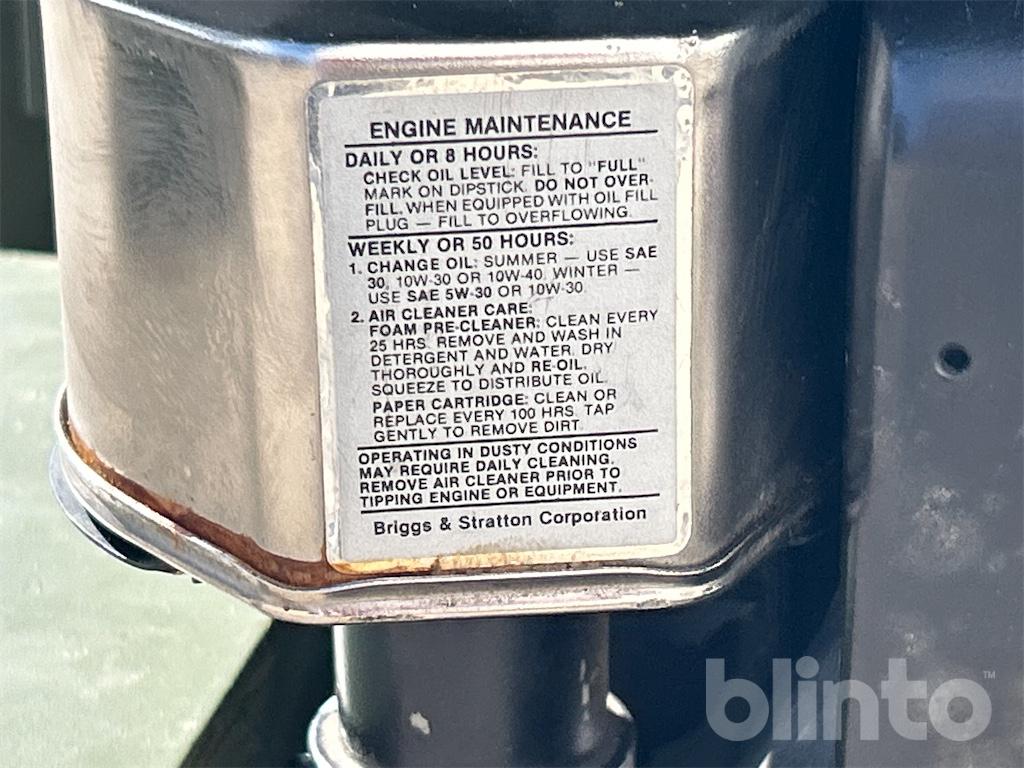 ENGINE MAINTENANCE
DAILY OR 8 HOURS:
CHECK OIL LEVEL: FILL TO "FULL"
MARK ON DIPSTICK. DO NOT OVER-
FILL. WHEN EQUIPPED WITH OIL FILL
PLUG — FILL TO OVERFLOWING.
WEEKLY OR 50 HOURS:
1. CHANGE OIL: SUMMER — USE SAE
30, 10W-30 OR 10W-40. WINTER —
USE SAE 5W-30 OR 10W-30.
2. AIR CLEANER CARE:
FOAM PRE-CLEANER: CLEAN EVERY
25 HRS. REMOVE AND WASH IN
DETERGENT AND WATER. DRY
THOROUGHLY AND RE-OIL.
SQUEEZE TO DISTRIBUTE OIL.
PAPER CARTRIDGE: CLEAN OR
REPLACE EVERY 100 HRS. TAP
GENTLY TO REMOVE DIRT.
OPERATING IN DUSTY CONDITIONS
MAY REQUIRE DAILY CLEANING.
REMOVE AIR CLEANER PRIOR TO
TIPPING ENGINE OR EQUIPMENT.
Briggs & Stratton Corporation
blinto™